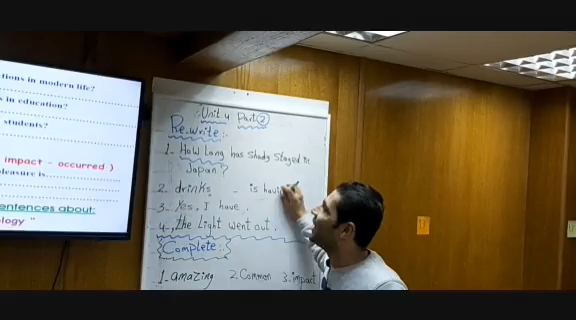 tions in modern life?
s in education?
students?
impact - occurred )
leasure is
entences about:
ology "
Unit 4 Part 2
Re.write :-
1- How Long has Shady Stayed in
Japan?
2. drinks - is havi
3- Yes, I have.
4-, the Light went out.
Complete :-
1- amazing 2. Common 3- impact